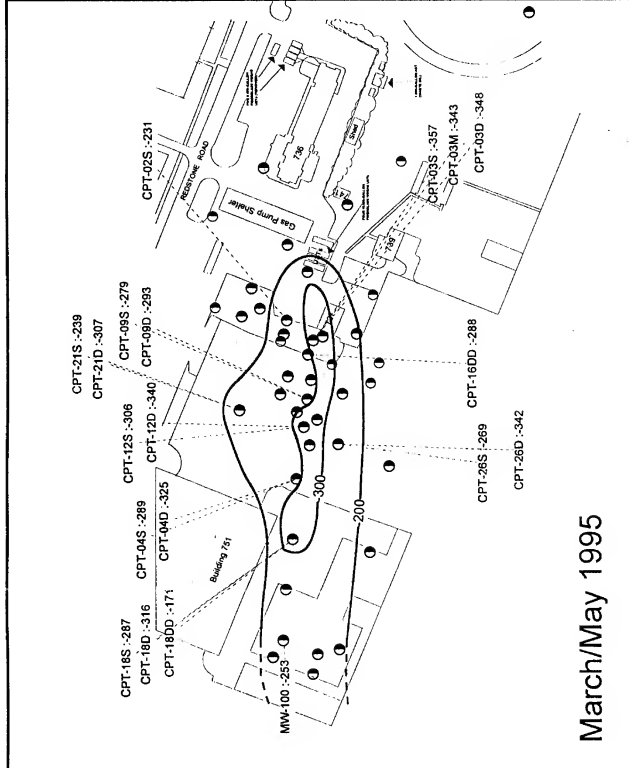 CPT-02S :-231
REDSTONE ROAD
Gas Pump Shelter
736
Shed
CPT-03S :-357
CPT-03M :-343
CPT-03D :-348
CPT-21S :-239
CPT-21D :-307
CPT-09S :-279
CPT-09D :-293
CPT-12S :-306
CPT-12D :-340
CPT-04S :-289
CPT-04D :-325
CPT-18S :-287
CPT-18D :-316
CPT-18DD :-171
Building 751
MW-100 :-253
300
200
CPT-16DD :-288
CPT-26S :-269
CPT-26D :-342
March/May 1995